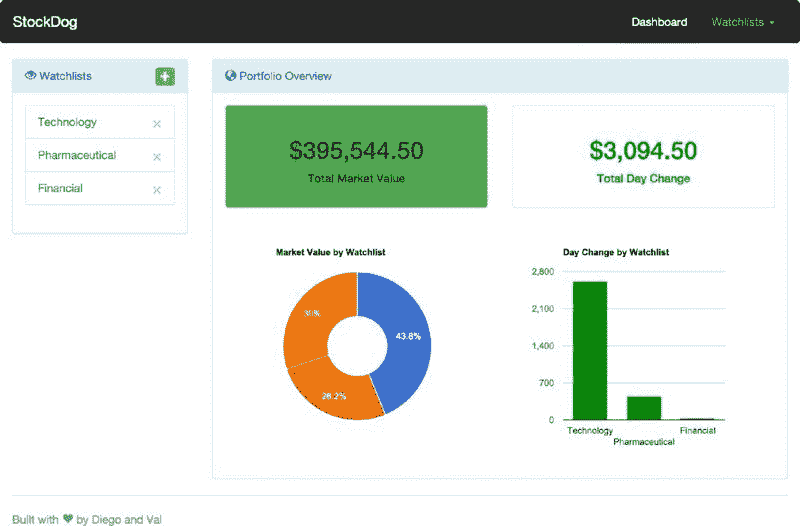 StockDog
Dashboard
Watchlists
Watchlists
Portfolio Overview
Technology
Pharmaceutical
Financial
$395,544.50
Total Market Value
$3,094.50
Total Day Change
Market Value by Watchlist
43.8%
26.2%
30%
Day Change by Watchlist
2,800
2,100
1,400
700
0
Technology
Pharmaceutical
Financial
Built with ♥ by Diego and Val